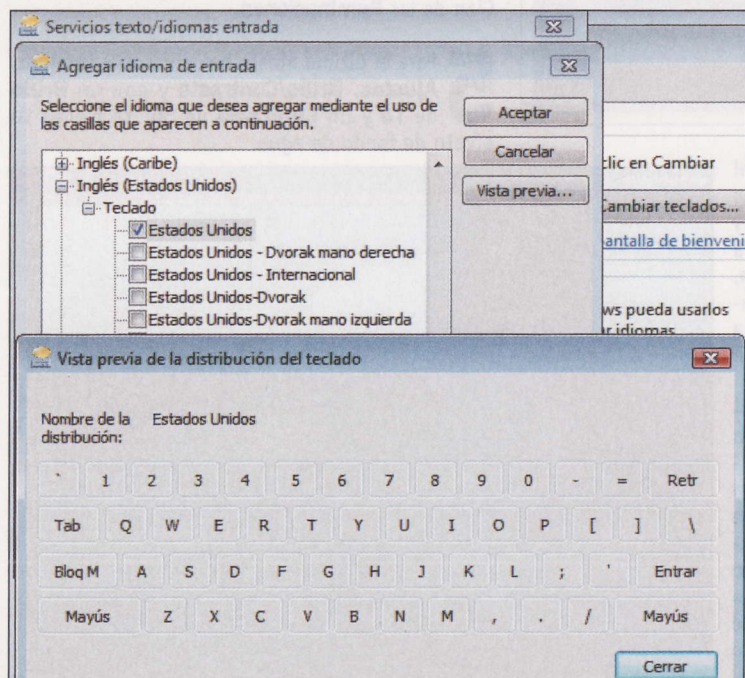 Servicios texto/idiomas entrada
Agregar idioma de entrada
Seleccione el idioma que desea agregar mediante el uso de
las casillas que aparecen a continuación.
Aceptar
Cancelar
Vista previa...
Inglés (Caribe)
Inglés (Estados Unidos)
Teclado
Estados Unidos
Estados Unidos - Dvorak mano derecha
Estados Unidos - Internacional
Estados Unidos-Dvorak
Estados Unidos-Dvorak mano izquierda
clic en Cambiar
Cambiar teclados...
pantalla de bienveni
ws pueda usarlos
ar idiomas
Vista previa de la distribución del teclado
Nombre de la Estados Unidos
distribución:
` 1 2 3 4 5 6 7 8 9 0 - = Retr
Tab Q W E R T Y U I O P [ ] \
Bloq M A S D F G H J K L ; ' Entrar
Mayús Z X C V B N M , . / Mayús
Cerrar